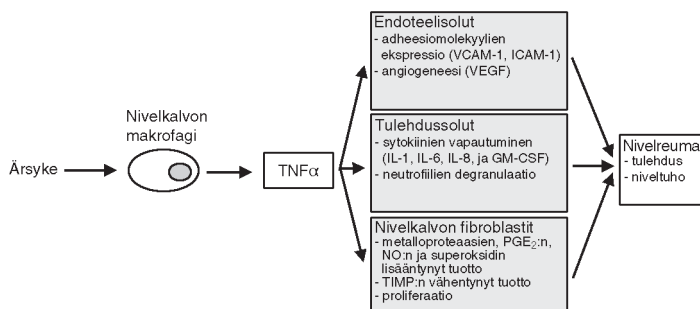 Ärsyke
Nivelkalvon
makrofagi
TNFα
Endoteelisolut
- adheesiomolekyylien
ekspressio (VCAM-1, ICAM-1)
- angiogeneesi (VEGF)
Tulehdussolut
- sytokiinien vapautuminen
(IL-1, IL-6, IL-8, ja GM-CSF)
- neutrofiilien degranulaatio
Nivelkalvon fibroblastit
- metalloproteaasien, PGE₂:n,
NO:n ja superoksidin
lisääntynyt tuotto
- TIMP:n vähentynyt tuotto
- proliferaatio
Nivelreuma
- tulehdus
- niveltuho